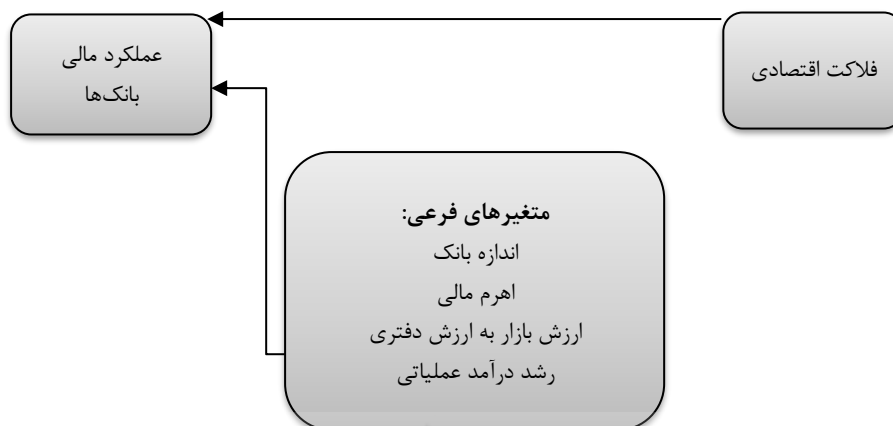 فلاکت اقتصادی
عملکرد مالی
بانک‌ها
متغیرهای فرعی:
اندازه بانک
اهرم مالی
ارزش بازار به ارزش دفتری
رشد درآمد عملیاتی